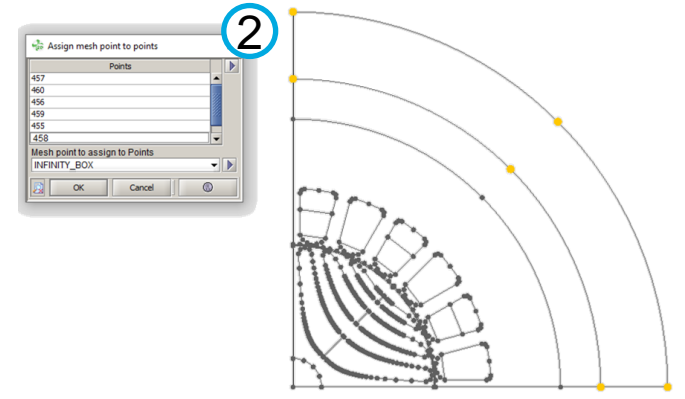 2
Assign mesh point to points
Points
457
460
456
459
455
458
Mesh point to assign to Points
INFINITY_BOX
OK
Cancel